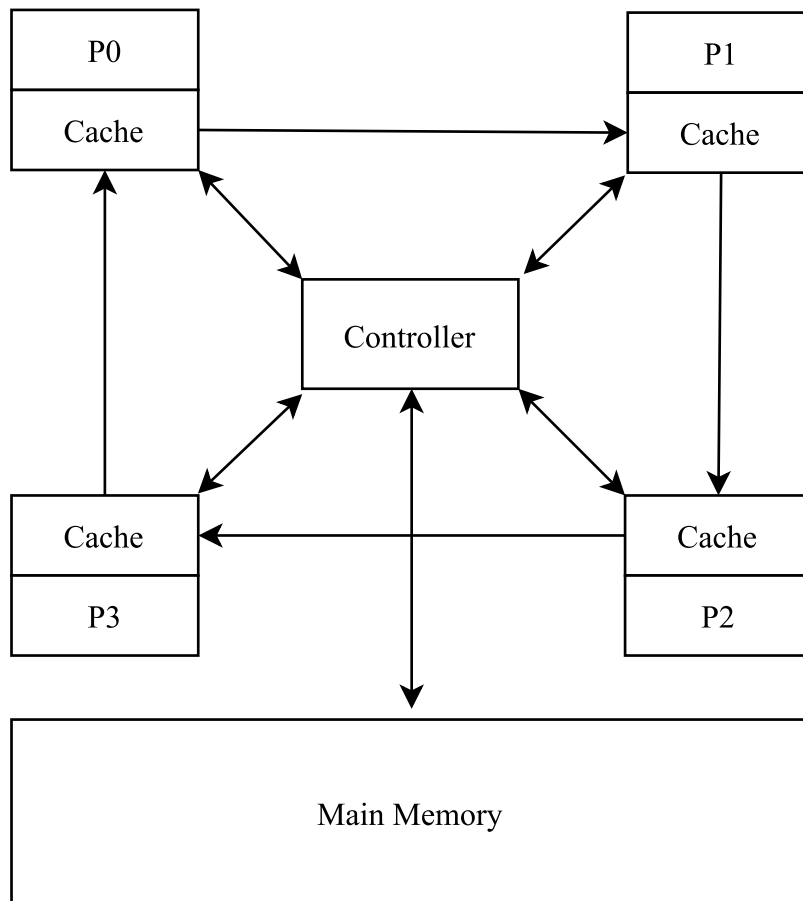 P0
P1
Cache
Cache
Controller
Cache
Cache
P3
P2
Main Memory